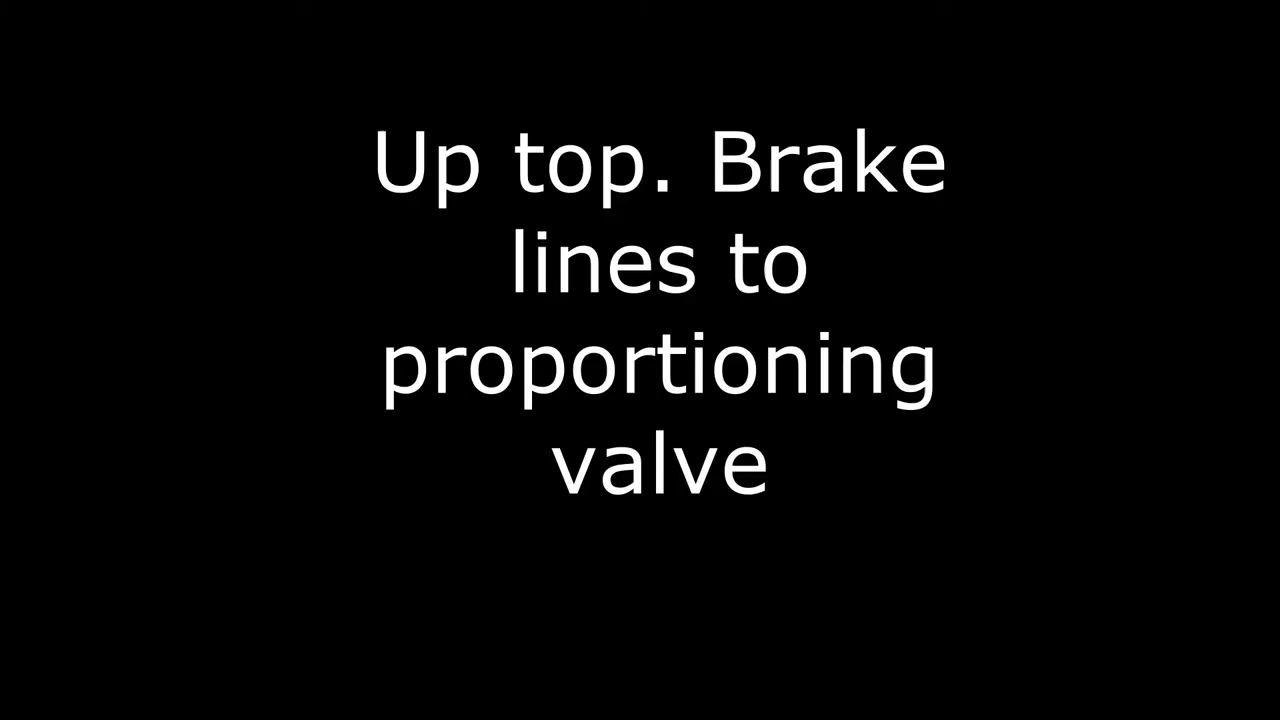 Up top. Brake
lines to
proportioning
valve